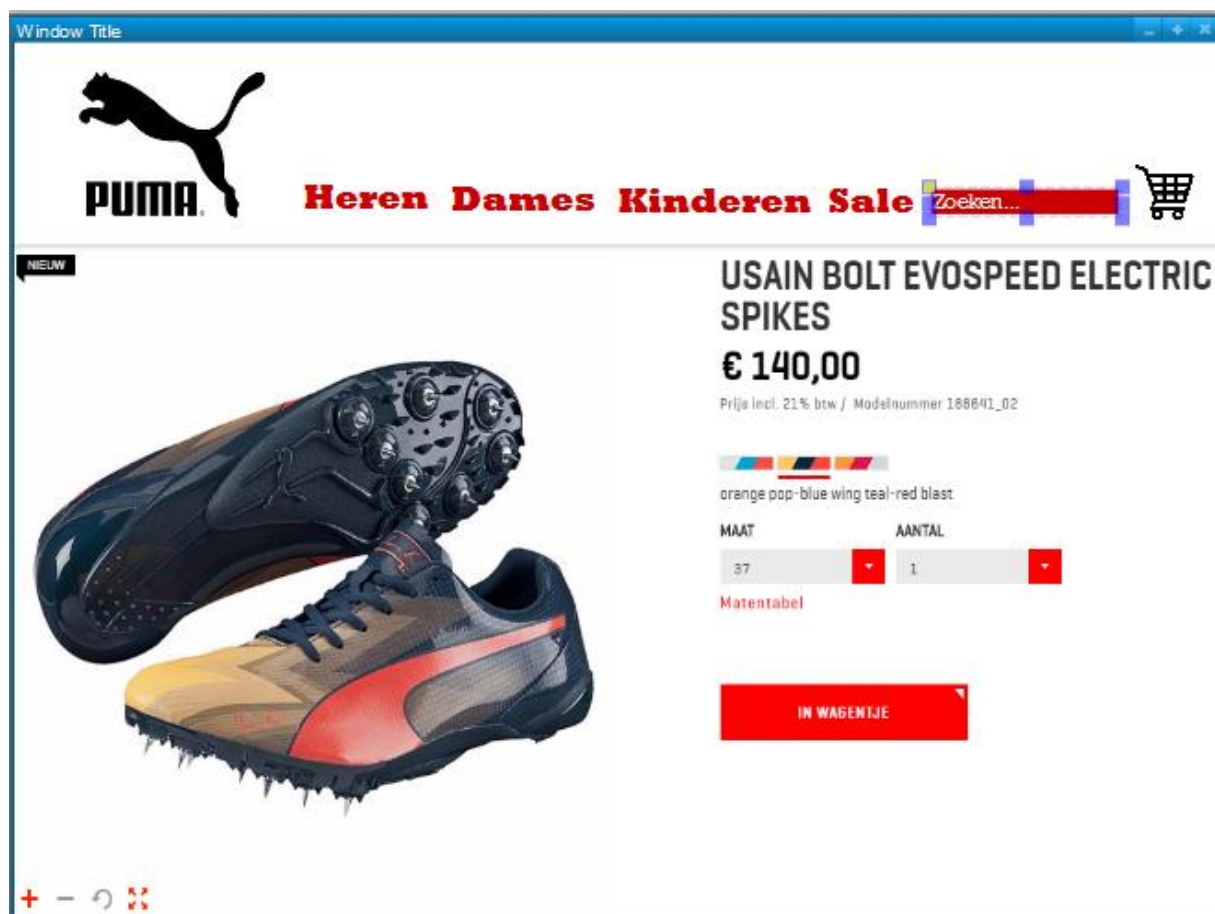 Window Title
PUMA
Heren Dames Kinderen Sale Zoeken...
NIEUW
USAIN BOLT EVOSPEED ELECTRIC
SPIKES
€ 140,00
Prijs incl. 21% btw / Modelnummer 188641_02
orange pop-blue wing teal-red blast
MAAT AANTAL
37 1
Matentabel
IN WAGENTJE